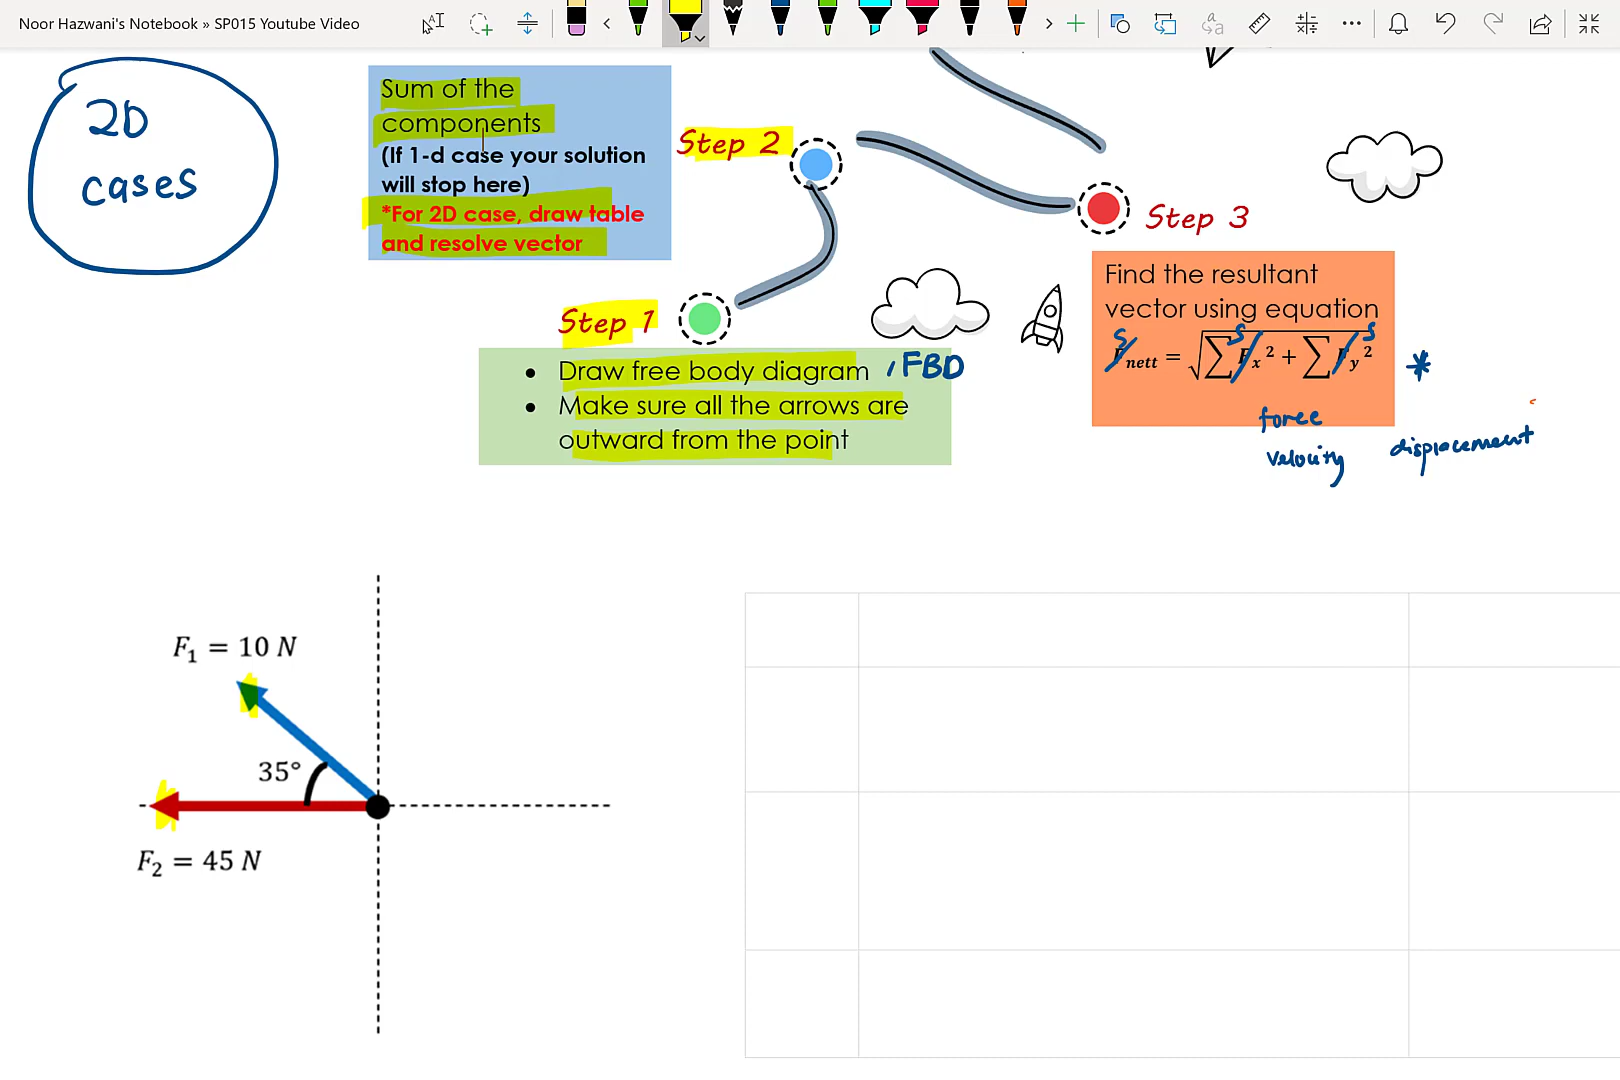 Noor Hazwani's Notebook » SP015 Youtube Video
2D
cases
Sum of the
components
(If 1-d case your solution
will stop here)
*For 2D case, draw table
and resolve vector
Step 2
Step 3
Find the resultant
vector using equation
S F nett = √∑ S F x ² + ∑ S F y ²
*
force
velocity
displacement
Step 1
• Draw free body diagram , FBD
• Make sure all the arrows are
outward from the point
F₁ = 10 N
35°
F₂ = 45 N